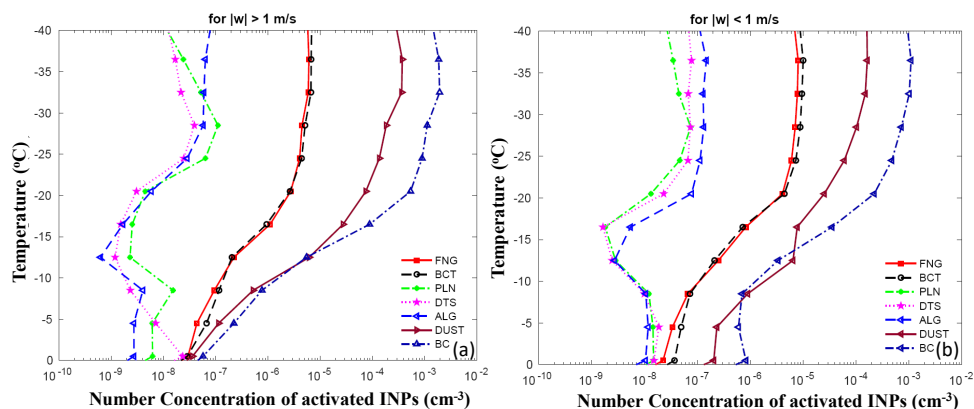 for |w| > 1 m/s
-40
-35
-30
-25
-20
-15
-10
-5
0
Temperature (ºC)
FNG
BCT
PLN
DTS
ALG
DUST
BC
(a)
10⁻¹⁰ 10⁻⁹ 10⁻⁸ 10⁻⁷ 10⁻⁶ 10⁻⁵ 10⁻⁴ 10⁻³ 10⁻²
Number Concentration of activated INPs (cm⁻³)
for |w| < 1 m/s
-40
-35
-30
-25
-20
-15
-10
-5
0
Temperature (ºC)
FNG
BCT
PLN
DTS
ALG
DUST
BC
(b)
10⁻¹⁰ 10⁻⁹ 10⁻⁸ 10⁻⁷ 10⁻⁶ 10⁻⁵ 10⁻⁴ 10⁻³ 10⁻²
Number Concentration of activated INPs (cm⁻³)